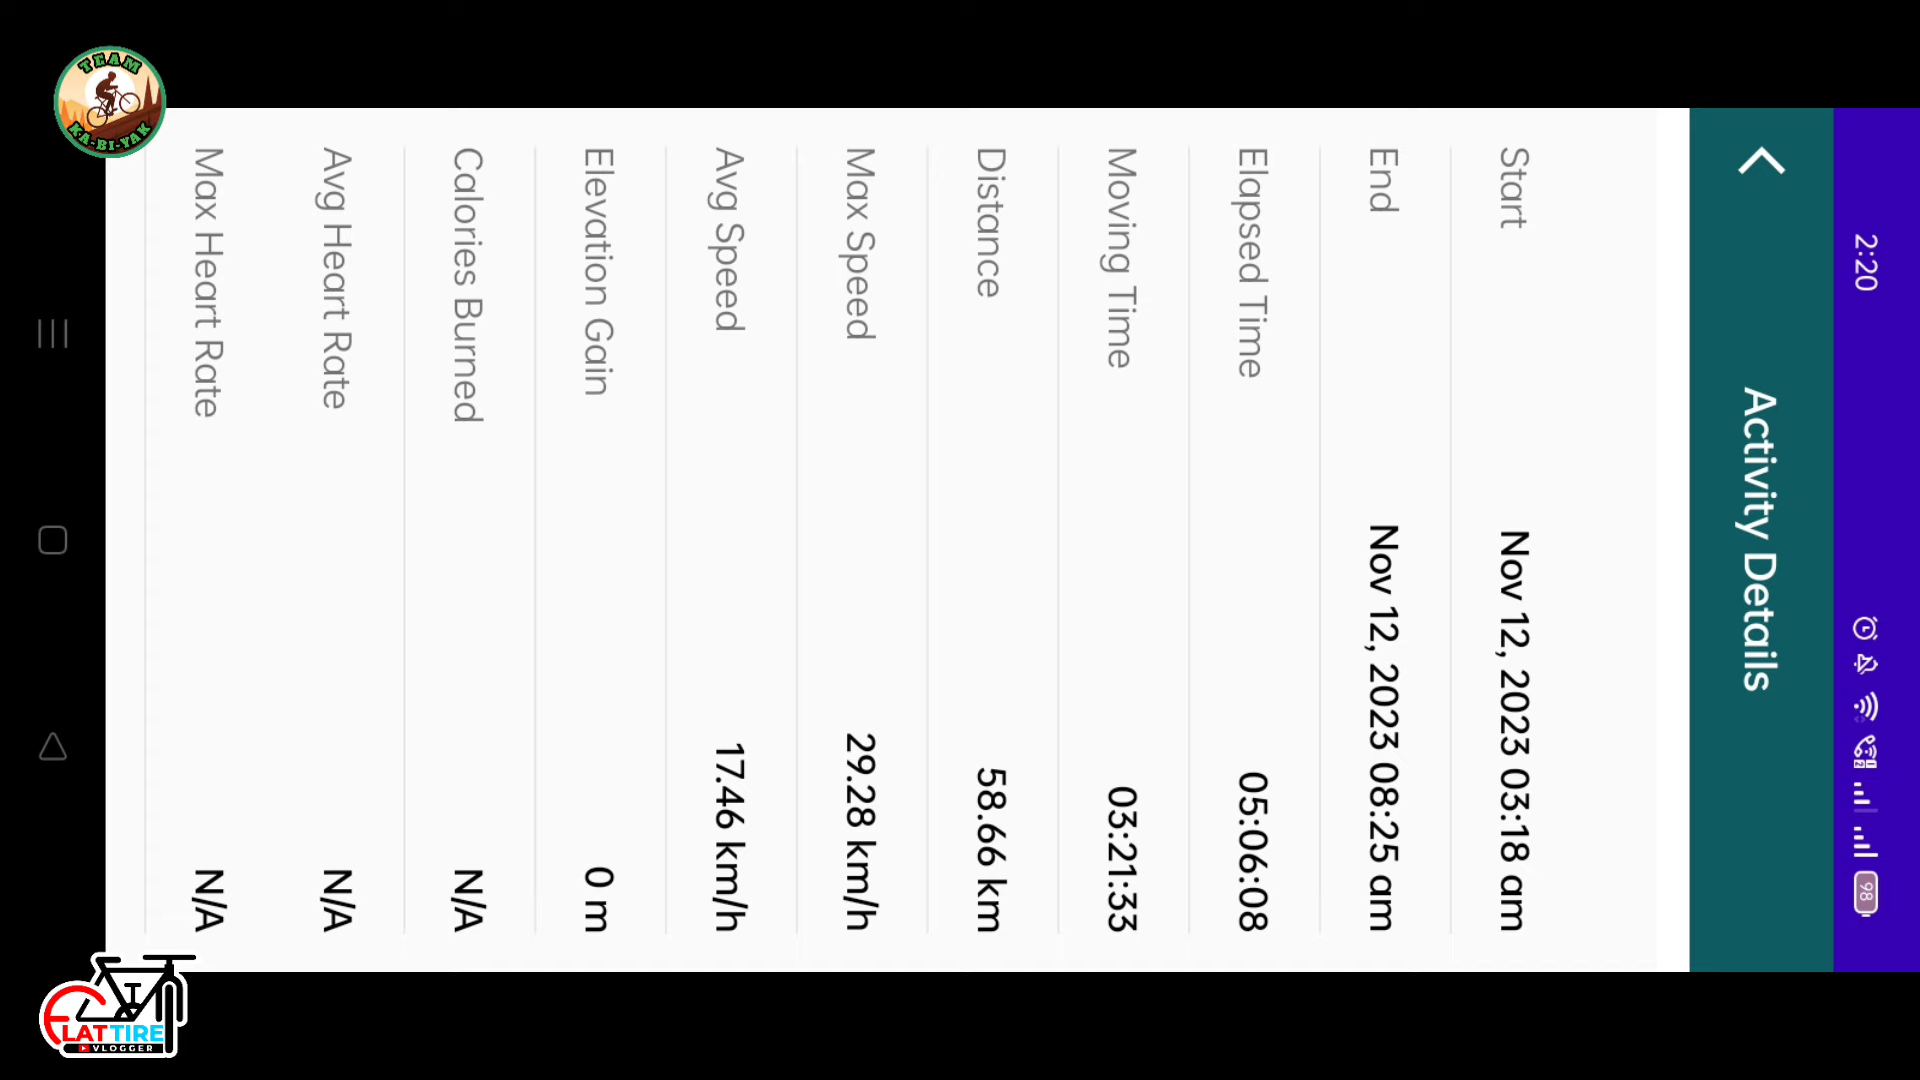 2:20
98
Activity Details
Start Nov 12, 2023 03:18 am
End Nov 12, 2023 08:25 am
Elapsed Time 05:06:08
Moving Time 03:21:33
Distance 58.66 km
Max Speed 29.28 km/h
Avg Speed 17.46 km/h
Elevation Gain 0 m
Calories Burned N/A
Avg Heart Rate N/A
Max Heart Rate N/A
TEAM
KA-BI-YAK
FLATTIRE
VLOGGER